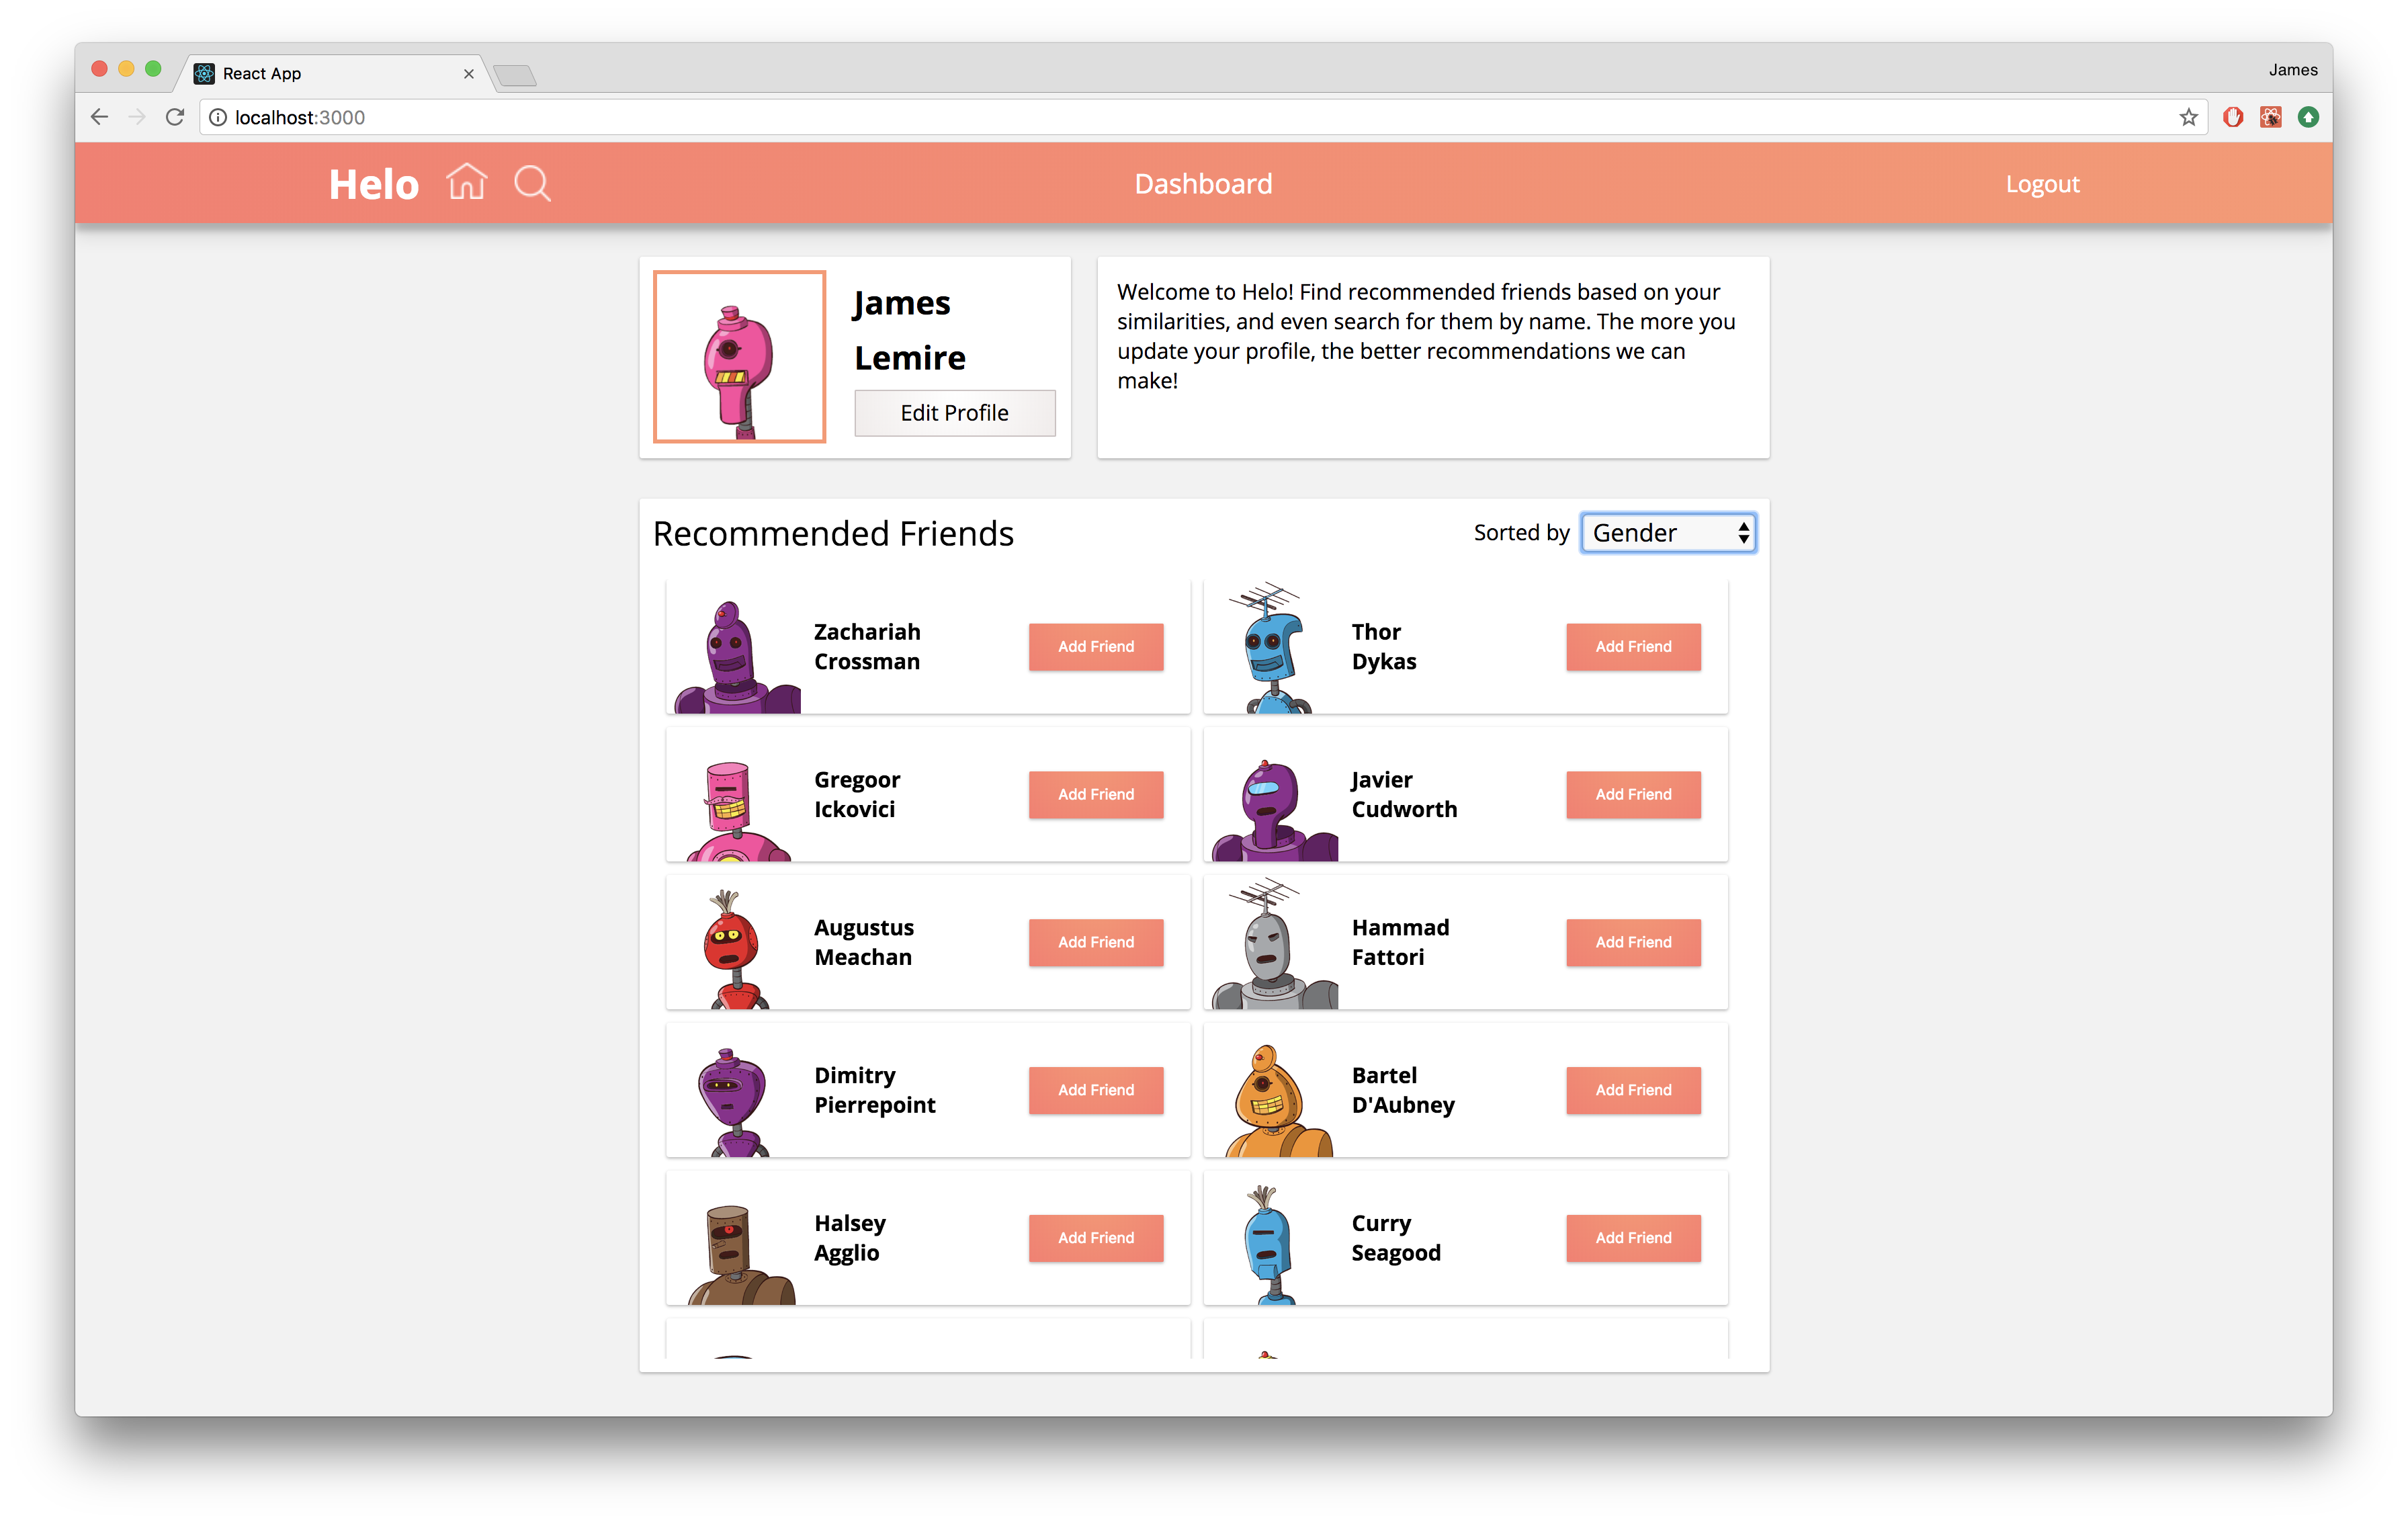 React App
James
localhost:3000
Helo
Dashboard
Logout
James
Lemire
Edit Profile
Welcome to Helo! Find recommended friends based on your
similarities, and even search for them by name. The more you
update your profile, the better recommendations we can
make!
Recommended Friends
Sorted by
Gender
Zachariah
Crossman
Add Friend
Thor
Dykas
Add Friend
Gregoor
Ickovici
Add Friend
Javier
Cudworth
Add Friend
Augustus
Meachan
Add Friend
Hammad
Fattori
Add Friend
Dimitry
Pierrepoint
Add Friend
Bartel
D'Aubney
Add Friend
Halsey
Agglio
Add Friend
Curry
Seagood
Add Friend